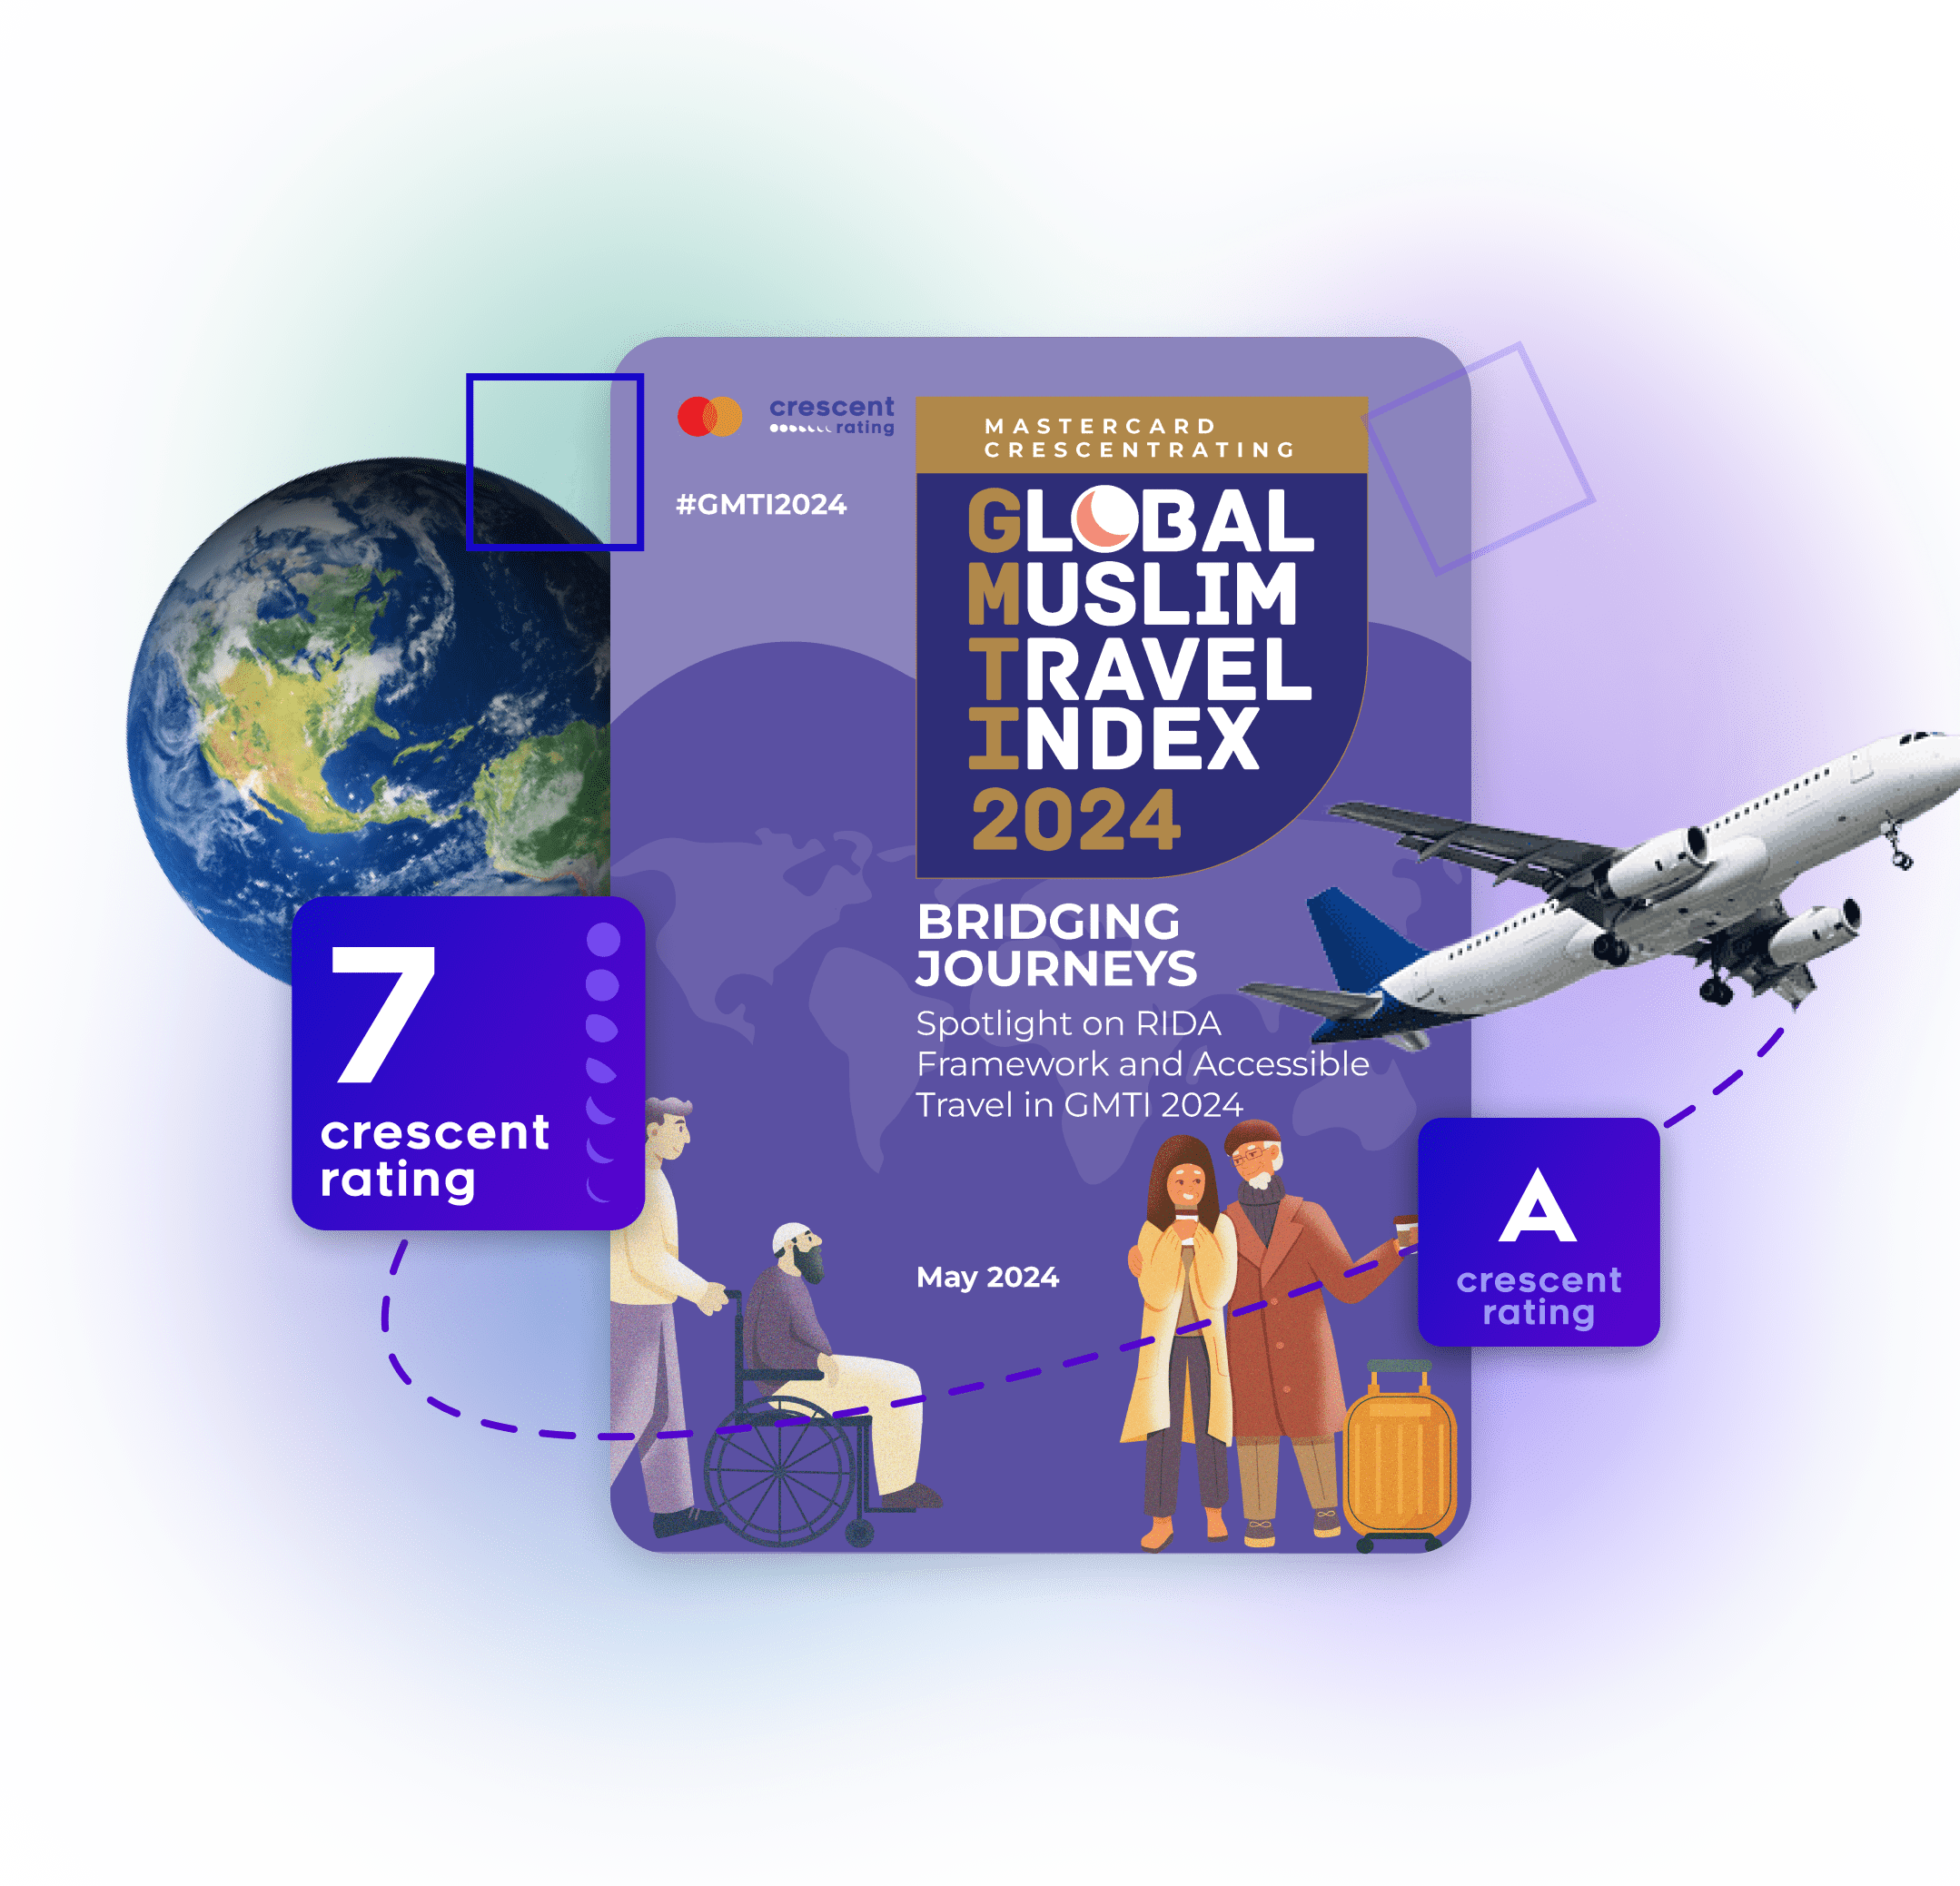 crescent
rating
#GMTI2024
MASTERCARD
CRESCENTRATING
GLOBAL
MUSLIM
TRAVEL
INDEX
2024
BRIDGING
JOURNEYS
Spotlight on RIDA
Framework and Accessible
Travel in GMTI 2024
May 2024
7
crescent
rating
A
crescent
rating